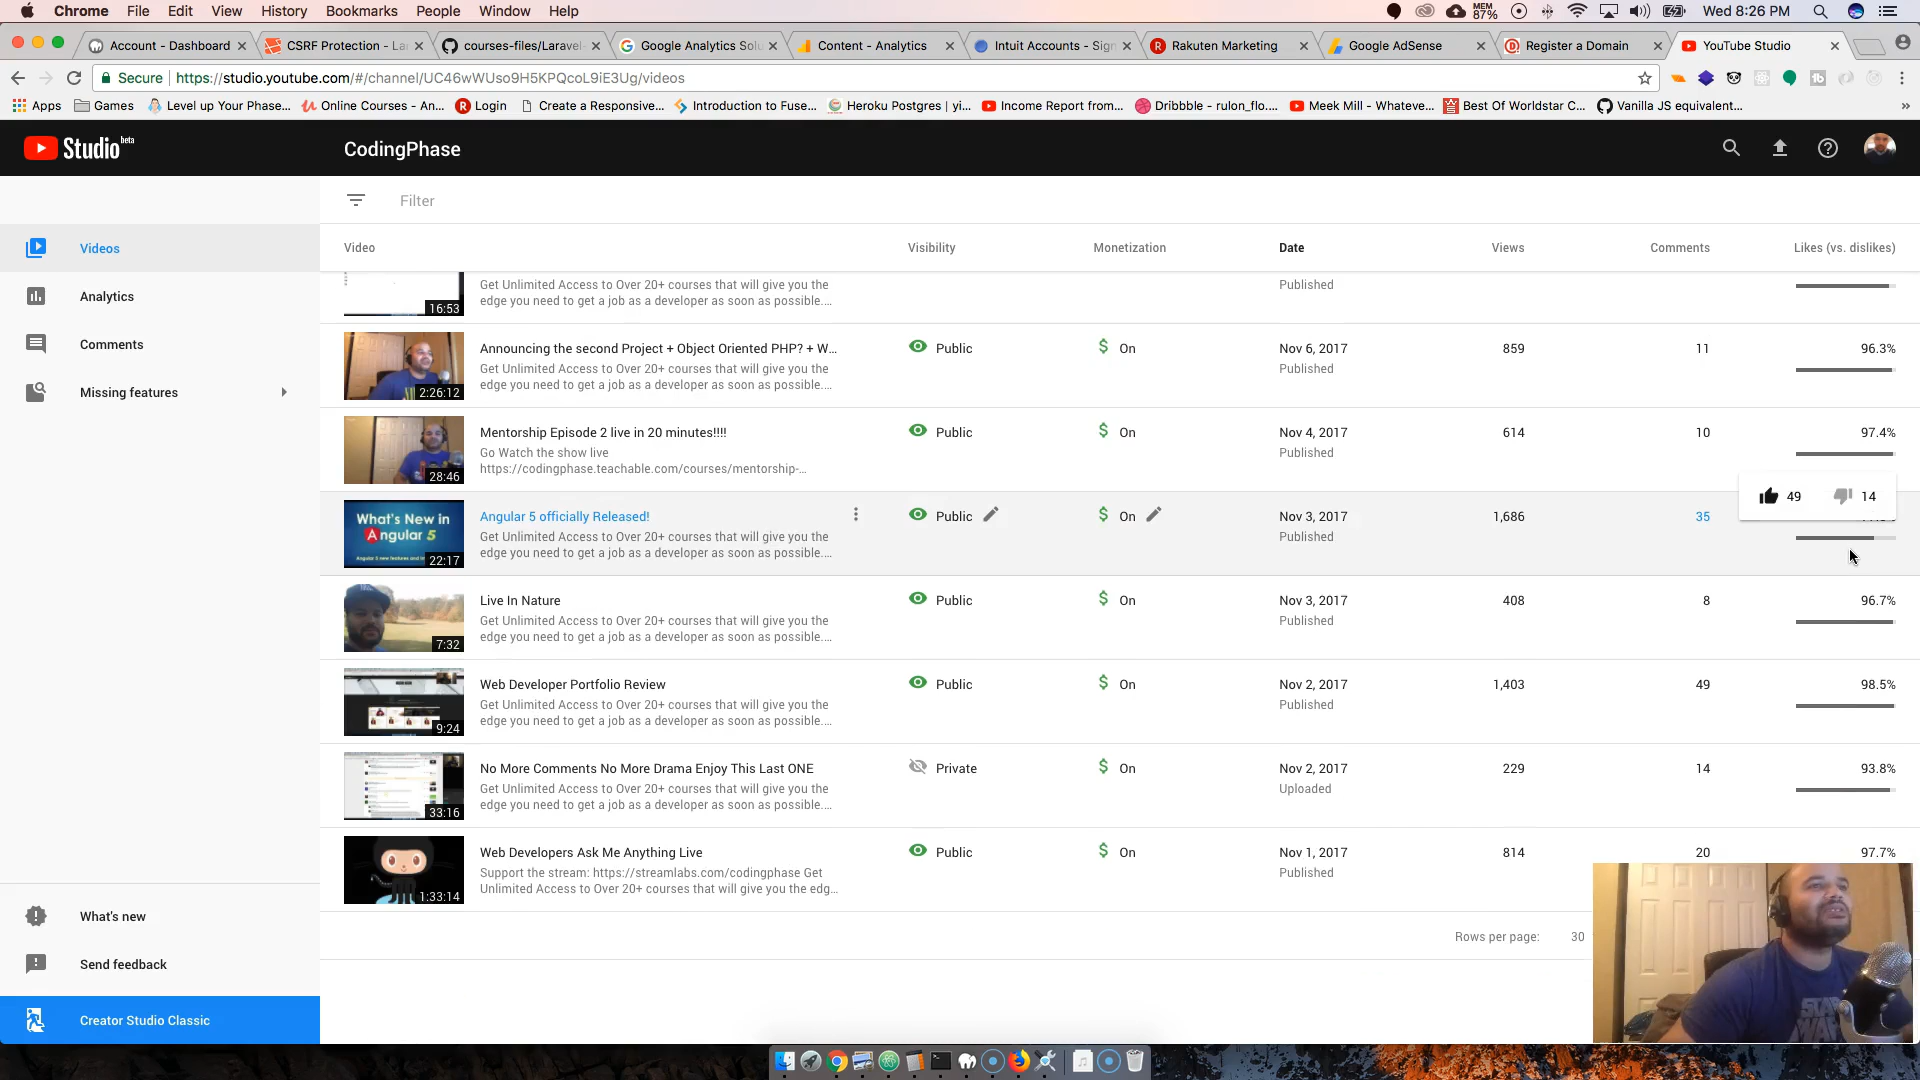 Chrome File Edit View History Bookmarks People Window Help MEM 87% Wed 8:26 PM
Account - Dashboard CSRF Protection - La courses-files/Laravel- Google Analytics Solu Content - Analytics Intuit Accounts - Sign Rakuten Marketing Google AdSense Register a Domain YouTube Studio
Secure https://studio.youtube.com/#/channel/UC46wWUso9H5KPQcoL9iE3Ug/videos
Apps Games Level up Your Phase... Online Courses - An... Login Create a Responsive... Introduction to Fuse... Heroku Postgres | yi... Income Report from... Dribbble - rulon_flo.... Meek Mill - Whateve... Best Of Worldstar C... Vanilla JS equivalent... »
Studio beta CodingPhase
Filter
Videos
Analytics
Comments
Missing features
What's new
Send feedback
Creator Studio Classic
Video Visibility Monetization Date Views Comments Likes (vs. dislikes)
Get Unlimited Access to Over 20+ courses that will give you the Published
edge you need to get a job as a developer as soon as possible....
16:53
Announcing the second Project + Object Oriented PHP? + W... Public $ On Nov 6, 2017 859 11 96.3%
Get Unlimited Access to Over 20+ courses that will give you the Published
edge you need to get a job as a developer as soon as possible....
2:26:12
Mentorship Episode 2 live in 20 minutes!!!! Public $ On Nov 4, 2017 614 10 97.4%
Go Watch the show live Published
https://codingphase.teachable.com/courses/mentorship-...
28:46
49 14
What's New in
Angular 5
22:17
Angular 5 officially Released! Public $ On Nov 3, 2017 1,686 35
Get Unlimited Access to Over 20+ courses that will give you the Published
edge you need to get a job as a developer as soon as possible....
Live In Nature Public $ On Nov 3, 2017 408 8 96.7%
Get Unlimited Access to Over 20+ courses that will give you the Published
edge you need to get a job as a developer as soon as possible....
7:32
Web Developer Portfolio Review Public $ On Nov 2, 2017 1,403 49 98.5%
Get Unlimited Access to Over 20+ courses that will give you the Published
edge you need to get a job as a developer as soon as possible....
9:24
No More Comments No More Drama Enjoy This Last ONE Private $ On Nov 2, 2017 229 14 93.8%
Get Unlimited Access to Over 20+ courses that will give you the Uploaded
edge you need to get a job as a developer as soon as possible....
33:16
Web Developers Ask Me Anything Live Public $ On Nov 1, 2017 814 20 97.7%
Support the stream: https://streamlabs.com/codingphase Get Published
Unlimited Access to Over 20+ courses that will give you the edg...
1:33:14
Rows per page: 30